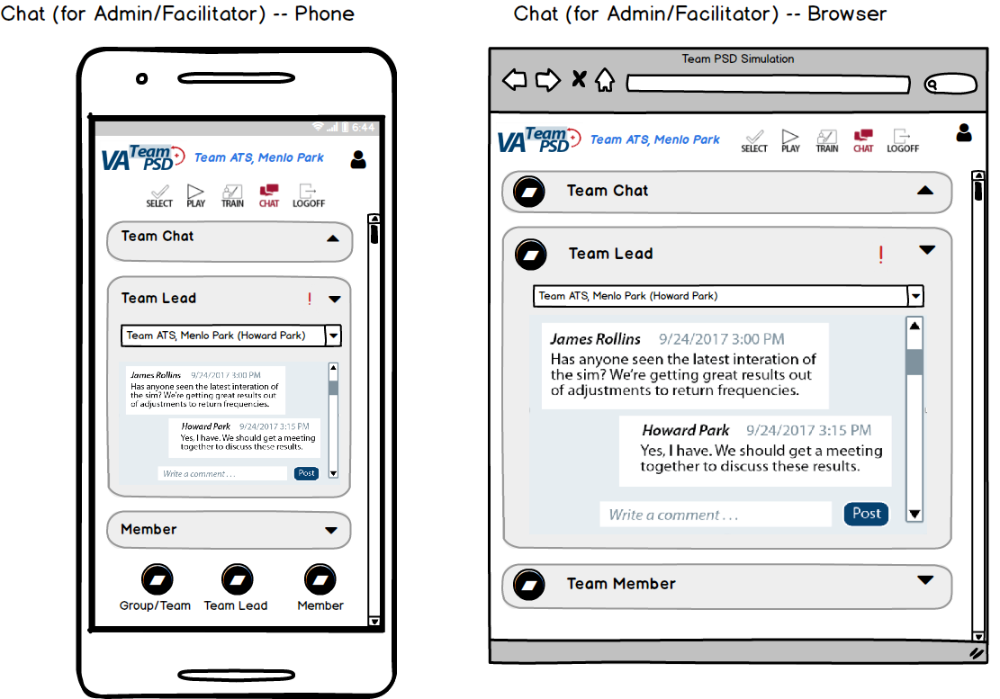 Chat (for Admin/Facilitator) -- Phone
6:44
VA Team PSD
Team ATS, Menlo Park
SELECT PLAY TRAIN CHAT LOGOFF
Team Chat
Team Lead !
Team ATS, Menlo Park (Howard Park)
James Rollins 9/24/2017 3:00 PM
Has anyone seen the latest interation of
the sim? We're getting great results out
of adjustments to return frequencies.
Howard Park 9/24/2017 3:15 PM
Yes, I have. We should get a meeting
together to discuss these results.
Write a comment . . . Post
Member
Group/Team Team Lead Member
Chat (for Admin/Facilitator) -- Browser
Team PSD Simulation
VA Team PSD
Team ATS, Menlo Park
SELECT PLAY TRAIN CHAT LOGOFF
Team Chat
Team Lead !
Team ATS, Menlo Park (Howard Park)
James Rollins 9/24/2017 3:00 PM
Has anyone seen the latest interation of
the sim? We're getting great results out
of adjustments to return frequencies.
Howard Park 9/24/2017 3:15 PM
Yes, I have. We should get a meeting
together to discuss these results.
Write a comment . . . Post
Team Member